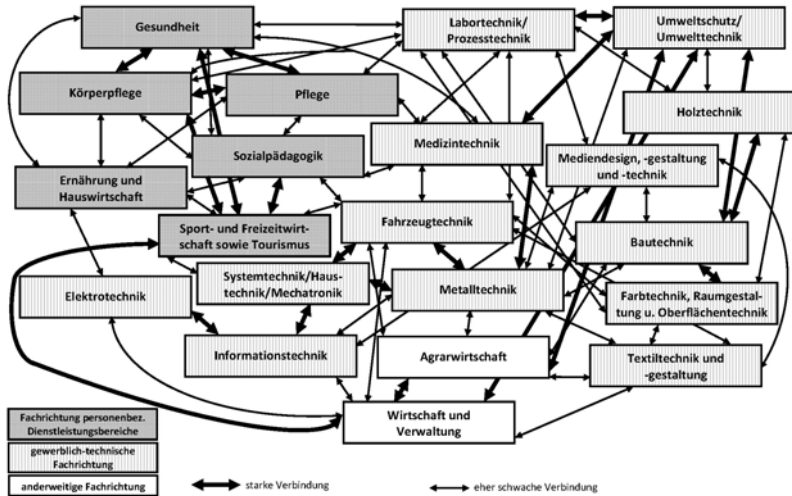 Gesundheit
Labortechnik/
Prozesstechnik
Umweltschutz/
Umwelttechnik
Körperpflege
Pflege
Holztechnik
Medizintechnik
Sozialpädagogik
Mediendesign, -gestaltung
und -technik
Ernährung und
Hauswirtschaft
Sport- und Freizeitwirt-
schaft sowie Tourismus
Fahrzeugtechnik
Bautechnik
Systemtechnik/Haus-
technik/Mechatronik
Elektrotechnik
Metalltechnik
Farbtechnik, Raumgestal-
tung u. Oberflächentechnik
Informationstechnik
Agrarwirtschaft
Textiltechnik und
-gestaltung
Wirtschaft und
Verwaltung
Fachrichtung personenbez.
Dienstleistungsbereiche
gewerblich-technische
Fachrichtung
anderweitige Fachrichtung
starke Verbindung
eher schwache Verbindung